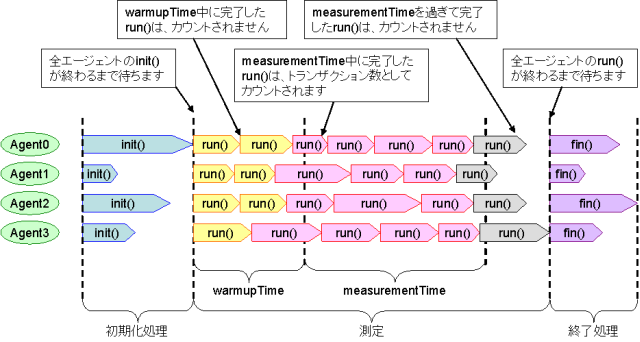 warmupTime中に完了した
run()は、カウントされません
measurementTimeを過ぎて完了
したrun()は、カウントされません
全エージェントのinit()
が終わるまで待ちます
measurementTime中に完了した
run()は、トランザクション数として
カウントされます
全エージェントのrun()
が終わるまで待ちます
Agent0 init() run() run() run() run() run() run() run() fin()
Agent1 init() run() run() run() run() run() run() fin()
Agent2 init() run() run() run() run() run() run() fin()
Agent3 init() run() run() run() run() run() run() fin()
warmupTime measurementTime
初期化処理 測定 終了処理